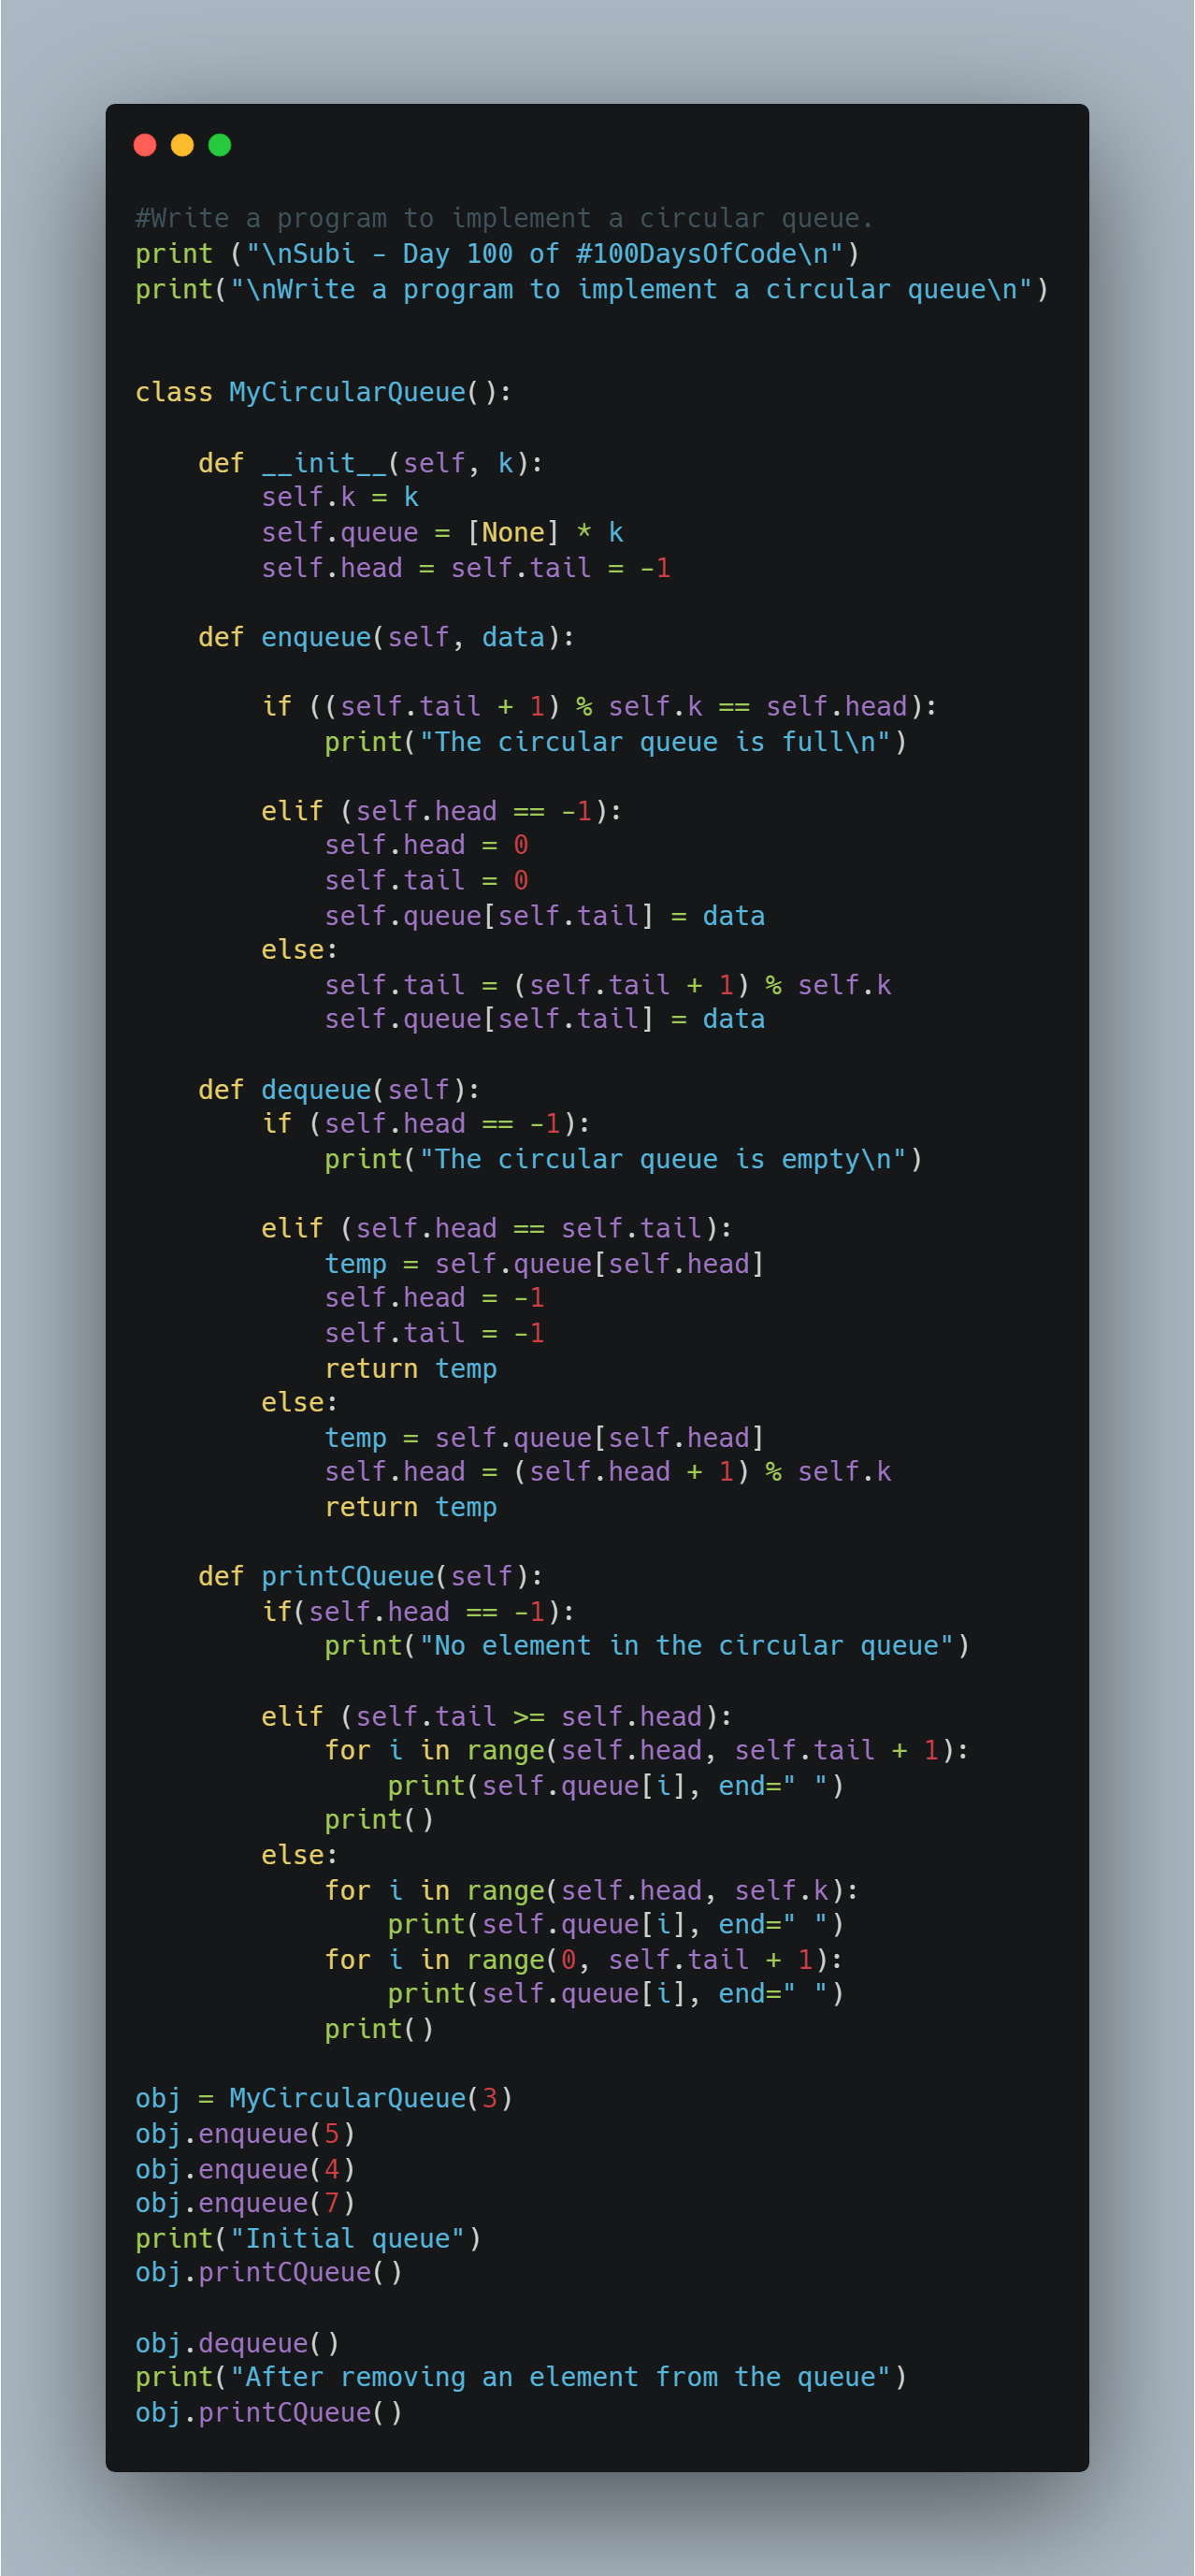 #Write a program to implement a circular queue.
print ("\nSubi - Day 100 of #100DaysOfCode\n")
print("\nWrite a program to implement a circular queue\n")
class MyCircularQueue():
    def __init__(self, k):
        self.k = k
        self.queue = [None] * k
        self.head = self.tail = -1
    def enqueue(self, data):
        if ((self.tail + 1) % self.k == self.head):
            print("The circular queue is full\n")
        elif (self.head == -1):
            self.head = 0
            self.tail = 0
            self.queue[self.tail] = data
        else:
            self.tail = (self.tail + 1) % self.k
            self.queue[self.tail] = data
    def dequeue(self):
        if (self.head == -1):
            print("The circular queue is empty\n")
        elif (self.head == self.tail):
            temp = self.queue[self.head]
            self.head = -1
            self.tail = -1
            return temp
        else:
            temp = self.queue[self.head]
            self.head = (self.head + 1) % self.k
            return temp
    def printCQueue(self):
        if(self.head == -1):
            print("No element in the circular queue")
        elif (self.tail >= self.head):
            for i in range(self.head, self.tail + 1):
                print(self.queue[i], end=" ")
            print()
        else:
            for i in range(self.head, self.k):
                print(self.queue[i], end=" ")
            for i in range(0, self.tail + 1):
                print(self.queue[i], end=" ")
            print()
obj = MyCircularQueue(3)
obj.enqueue(5)
obj.enqueue(4)
obj.enqueue(7)
print("Initial queue")
obj.printCQueue()
obj.dequeue()
print("After removing an element from the queue")
obj.printCQueue()